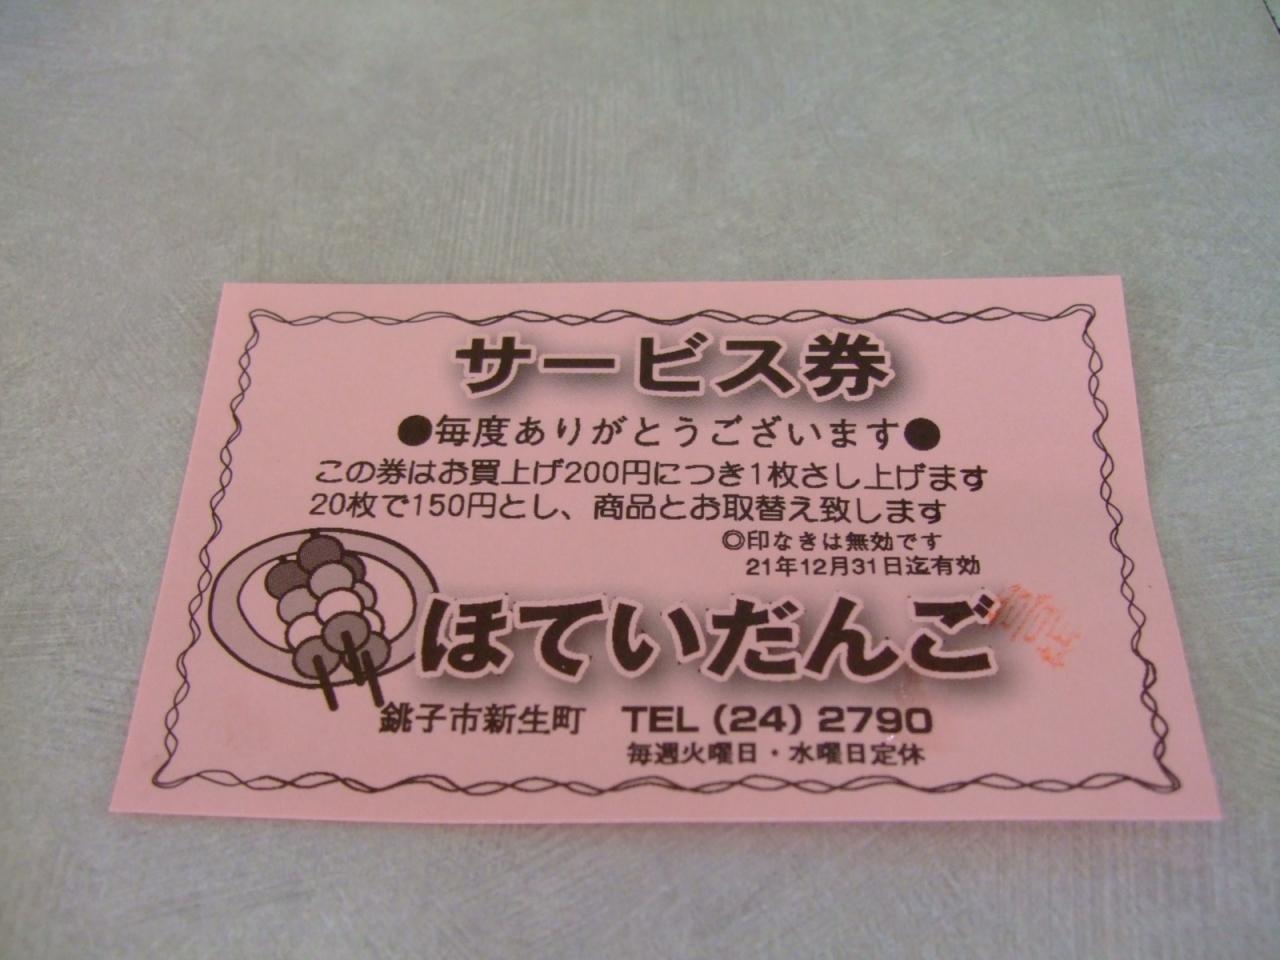 サービス券
●毎度ありがとうございます●
この券はお買上げ200円につき1枚さし上げます
20枚で150円とし、商品とお取替え致します
◎印なきは無効です
21年12月31日迄有効
ほていだんご
銚子市新生町 TEL (24) 2790
毎週火曜日・水曜日定休